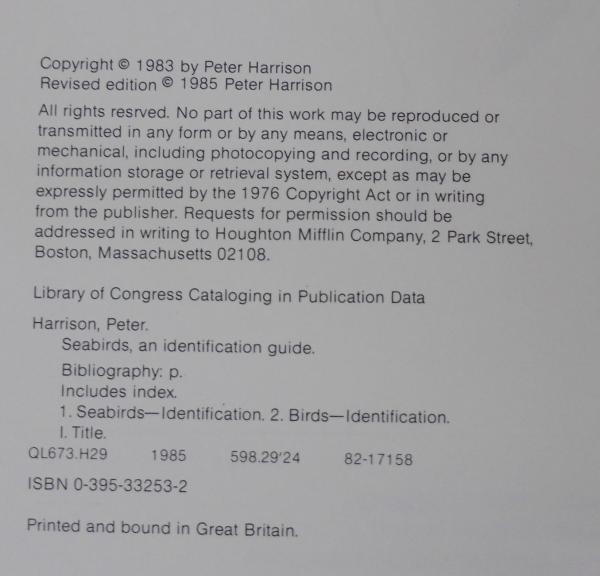 Copyright © 1983 by Peter Harrison
Revised edition © 1985 Peter Harrison
All rights resrved. No part of this work may be reproduced or
transmitted in any form or by any means, electronic or
mechanical, including photocopying and recording, or by any
information storage or retrieval system, except as may be
expressly permitted by the 1976 Copyright Act or in writing
from the publisher. Requests for permission should be
addressed in writing to Houghton Mifflin Company, 2 Park Street,
Boston, Massachusetts 02108.
Library of Congress Cataloging in Publication Data
Harrison, Peter.
Seabirds, an identification guide.
Bibliography: p.
Includes index.
1. Seabirds—Identification. 2. Birds—Identification.
I. Title.
QL673.H29 1985 598.29'24 82-17158
ISBN 0-395-33253-2
Printed and bound in Great Britain.